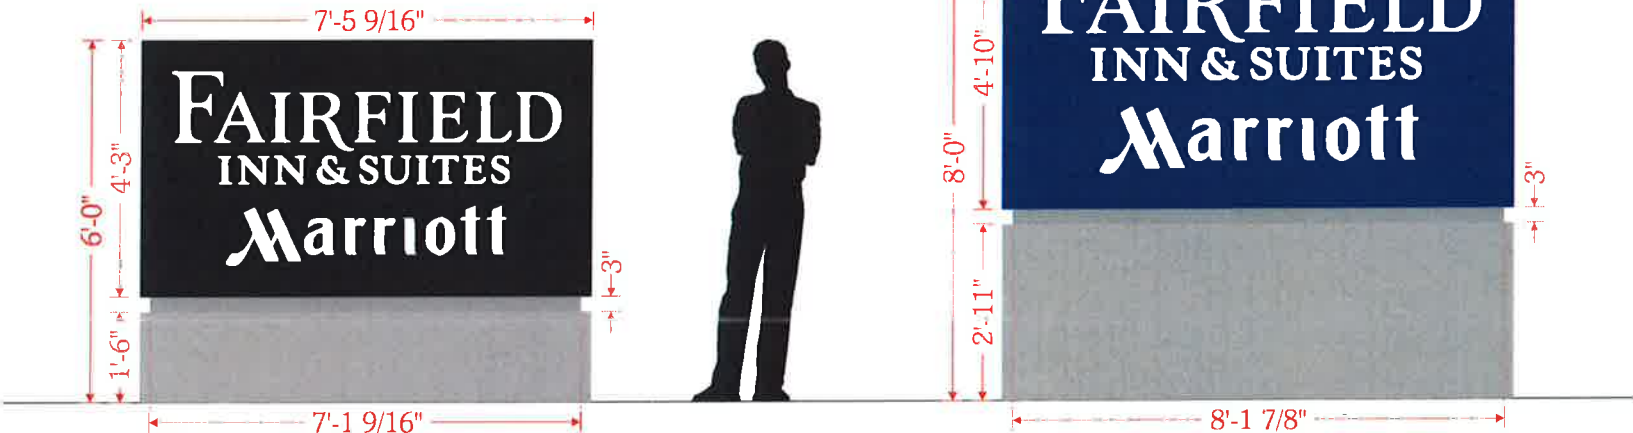 7'-5 9/16"
6'-0"
4'-3"
FAIRFIELD
INN & SUITES
Marriott
3"
1'-6"
7'-1 9/16"
8'-0"
4'-10"
FAIRFIELD
INN & SUITES
Marriott
3"
2'-11"
8'-1 7/8"